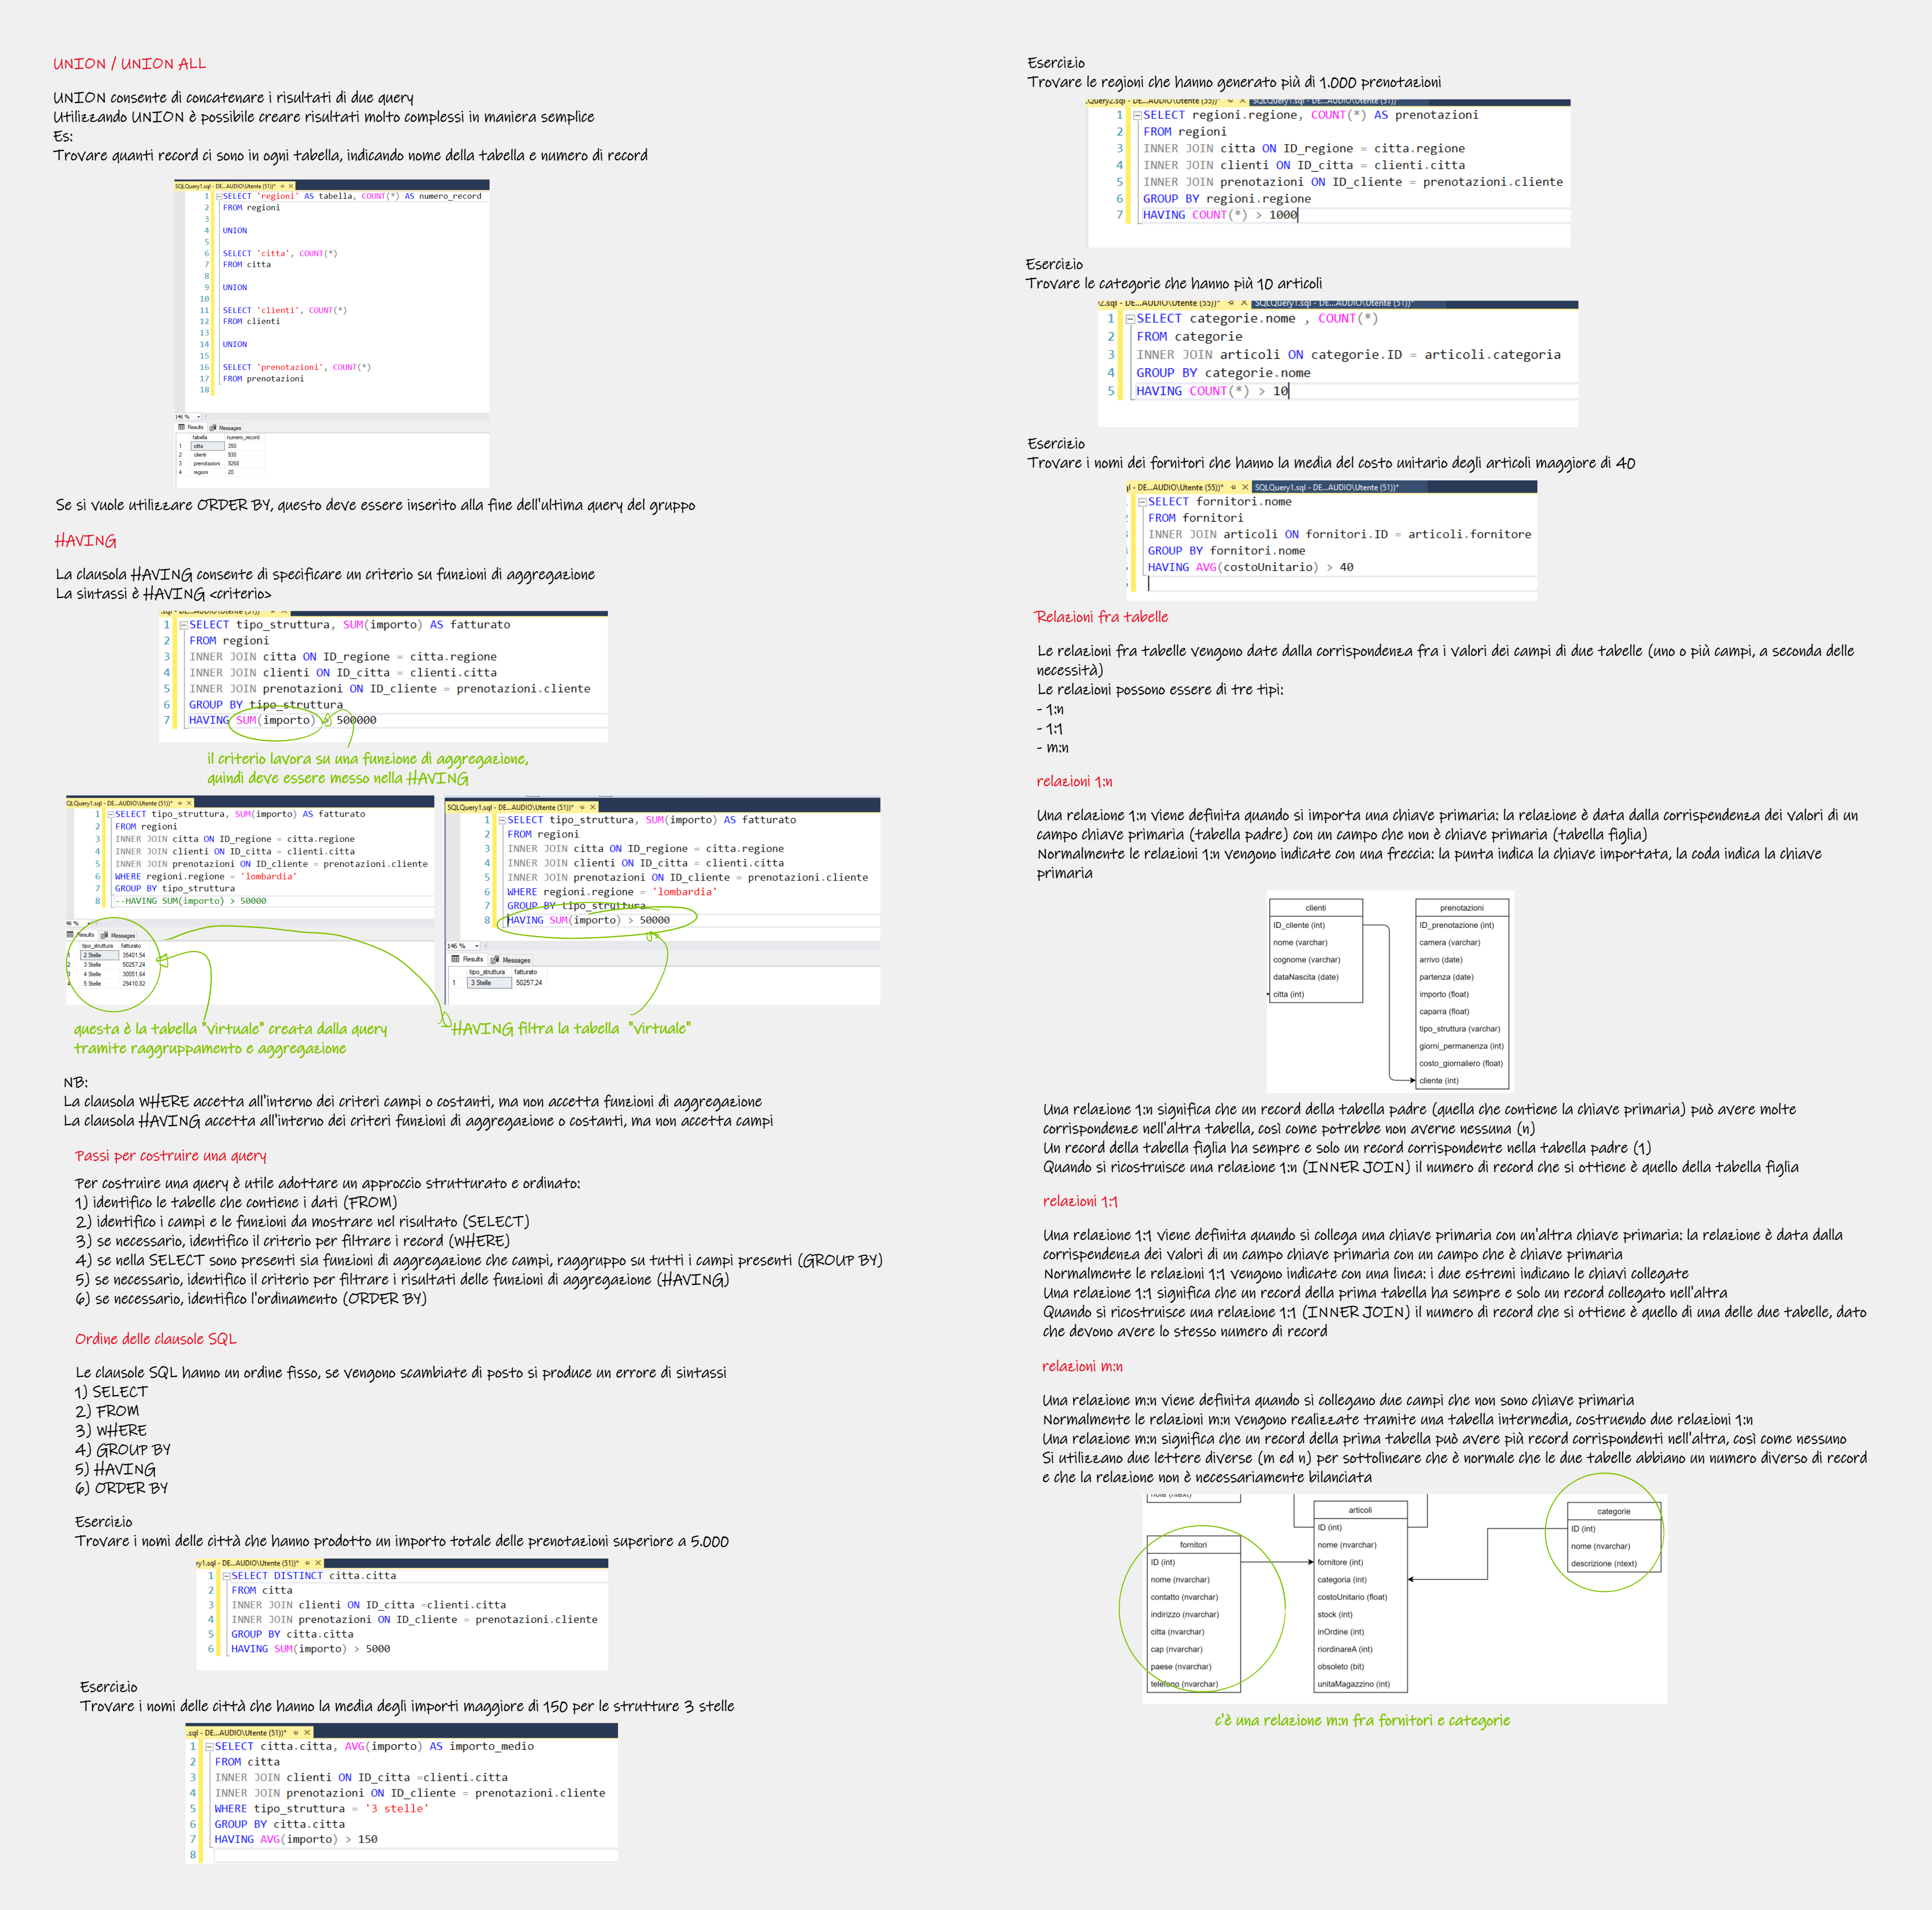 UNION / UNION ALL
UNION consente di concatenare i risultati di due query
Utilizzando UNION è possibile creare risultati molto complessi in maniera semplice
Es:
Trovare quanti record ci sono in ogni tabella, indicando nome della tabella e numero di record
SQLQuery1.sql - DE...AUDIO\Utente (51))*
1 SELECT 'regioni' AS tabella, COUNT(*) AS numero_record
2 FROM regioni
3
4 UNION
5
6 SELECT 'citta', COUNT(*)
7 FROM citta
8
9 UNION
10
11 SELECT 'clienti', COUNT(*)
12 FROM clienti
13
14 UNION
15
16 SELECT 'prenotazioni', COUNT(*)
17 FROM prenotazioni
18
146 %
Results Messages
tabella numero_record
1 citta 350
2 clienti 930
3 prenotazioni 9268
4 regioni 20
Se si vuole utilizzare ORDER BY, questo deve essere inserito alla fine dell'ultima query del gruppo
HAVING
La clausola HAVING consente di specificare un criterio su funzioni di aggregazione
La sintassi è HAVING <criterio>
.sql - DE...AUDIO\Utente (51))*
1 SELECT tipo_struttura, SUM(importo) AS fatturato
2 FROM regioni
3 INNER JOIN citta ON ID_regione = citta.regione
4 INNER JOIN clienti ON ID_citta = clienti.citta
5 INNER JOIN prenotazioni ON ID_cliente = prenotazioni.cliente
6 GROUP BY tipo_struttura
7 HAVING SUM(importo) > 500000
il criterio lavora su una funzione di aggregazione,
quindi deve essere messo nella HAVING
QLQuery1.sql - DE...AUDIO\Utente (51))*
1 SELECT tipo_struttura, SUM(importo) AS fatturato
2 FROM regioni
3 INNER JOIN citta ON ID_regione = citta.regione
4 INNER JOIN clienti ON ID_citta = clienti.citta
5 INNER JOIN prenotazioni ON ID_cliente = prenotazioni.cliente
6 WHERE regioni.regione = 'lombardia'
7 GROUP BY tipo_struttura
8 --HAVING SUM(importo) > 50000
46 %
Results Messages
tipo_struttura fatturato
1 2 Stelle 35401,54
2 3 Stelle 50257,24
3 4 Stelle 30051,64
4 5 Stelle 29410,82
SQLQuery1.sql - DE...AUDIO\Utente (51))*
1 SELECT tipo_struttura, SUM(importo) AS fatturato
2 FROM regioni
3 INNER JOIN citta ON ID_regione = citta.regione
4 INNER JOIN clienti ON ID_citta = clienti.citta
5 INNER JOIN prenotazioni ON ID_cliente = prenotazioni.cliente
6 WHERE regioni.regione = 'lombardia'
7 GROUP BY tipo_struttura
8 HAVING SUM(importo) > 50000
146 %
Results Messages
tipo_struttura fatturato
1 3 Stelle 50257,24
questa è la tabella "virtuale" creata dalla query
tramite raggruppamento e aggregazione
HAVING filtra la tabella "virtuale"
NB:
La clausola WHERE accetta all'interno dei criteri campi o costanti, ma non accetta funzioni di aggregazione
La clausola HAVING accetta all'interno dei criteri funzioni di aggregazione o costanti, ma non accetta campi
Passi per costruire una query
Per costruire una query è utile adottare un approccio strutturato e ordinato:
1) identifico le tabelle che contiene i dati (FROM)
2) identifico i campi e le funzioni da mostrare nel risultato (SELECT)
3) se necessario, identifico il criterio per filtrare i record (WHERE)
4) se nella SELECT sono presenti sia funzioni di aggregazione che campi, raggruppo su tutti i campi presenti (GROUP BY)
5) se necessario, identifico il criterio per filtrare i risultati delle funzioni di aggregazione (HAVING)
6) se necessario, identifico l'ordinamento (ORDER BY)
Ordine delle clausole SQL
Le clausole SQL hanno un ordine fisso, se vengono scambiate di posto si produce un errore di sintassi
1) SELECT
2) FROM
3) WHERE
4) GROUP BY
5) HAVING
6) ORDER BY
Esercizio
Trovare i nomi delle città che hanno prodotto un importo totale delle prenotazioni superiore a 5.000
ry1.sql - DE...AUDIO\Utente (51))*
1 SELECT DISTINCT citta.citta
2 FROM citta
3 INNER JOIN clienti ON ID_citta =clienti.citta
4 INNER JOIN prenotazioni ON ID_cliente = prenotazioni.cliente
5 GROUP BY citta.citta
6 HAVING SUM(importo) > 5000
Esercizio
Trovare i nomi delle città che hanno la media degli importi maggiore di 150 per le strutture 3 stelle
.sql - DE...AUDIO\Utente (51))*
1 SELECT citta.citta, AVG(importo) AS importo_medio
2 FROM citta
3 INNER JOIN clienti ON ID_citta =clienti.citta
4 INNER JOIN prenotazioni ON ID_cliente = prenotazioni.cliente
5 WHERE tipo_struttura = '3 stelle'
6 GROUP BY citta.citta
7 HAVING AVG(importo) > 150
8
Esercizio
Trovare le regioni che hanno generato più di 1.000 prenotazioni
.Query2.sql - DE...AUDIO\Utente (55))* SQLQuery1.sql - DE...AUDIO\Utente (51))*
1 SELECT regioni.regione, COUNT(*) AS prenotazioni
2 FROM regioni
3 INNER JOIN citta ON ID_regione = citta.regione
4 INNER JOIN clienti ON ID_citta = clienti.citta
5 INNER JOIN prenotazioni ON ID_cliente = prenotazioni.cliente
6 GROUP BY regioni.regione
7 HAVING COUNT(*) > 1000
Esercizio
Trovare le categorie che hanno più 10 articoli
y2.sql - DE...AUDIO\Utente (55))* SQLQuery1.sql - DE...AUDIO\Utente (51))*
1 SELECT categorie.nome , COUNT(*)
2 FROM categorie
3 INNER JOIN articoli ON categorie.ID = articoli.categoria
4 GROUP BY categorie.nome
5 HAVING COUNT(*) > 10
Esercizio
Trovare i nomi dei fornitori che hanno la media del costo unitario degli articoli maggiore di 40
ql - DE...AUDIO\Utente (55))* SQLQuery1.sql - DE...AUDIO\Utente (51))*
SELECT fornitori.nome
FROM fornitori
INNER JOIN articoli ON fornitori.ID = articoli.fornitore
GROUP BY fornitori.nome
HAVING AVG(costoUnitario) > 40
Relazioni fra tabelle
Le relazioni fra tabelle vengono date dalla corrispondenza fra i valori dei campi di due tabelle (uno o più campi, a seconda delle
necessità)
Le relazioni possono essere di tre tipi:
- 1:n
- 1:1
- m:n
relazioni 1:n
Una relazione 1:n viene definita quando si importa una chiave primaria: la relazione è data dalla corrispondenza dei valori di un
campo chiave primaria (tabella padre) con un campo che non è chiave primaria (tabella figlia)
Normalmente le relazioni 1:n vengono indicate con una freccia: la punta indica la chiave importata, la coda indica la chiave
primaria
clienti
ID_cliente (int)
nome (varchar)
cognome (varchar)
dataNascita (date)
citta (int)
prenotazioni
ID_prenotazione (int)
camera (varchar)
arrivo (date)
partenza (date)
importo (float)
caparra (float)
tipo_struttura (varchar)
giorni_permanenza (int)
costo_giornaliero (float)
cliente (int)
Una relazione 1:n significa che un record della tabella padre (quella che contiene la chiave primaria) può avere molte
corrispondenze nell'altra tabella, così come potrebbe non averne nessuna (n)
Un record della tabella figlia ha sempre e solo un record corrispondente nella tabella padre (1)
Quando si ricostruisce una relazione 1:n (INNER JOIN) il numero di record che si ottiene è quello della tabella figlia
relazioni 1:1
Una relazione 1:1 viene definita quando si collega una chiave primaria con un'altra chiave primaria: la relazione è data dalla
corrispendenza dei valori di un campo chiave primaria con un campo che è chiave primaria
Normalmente le relazioni 1:1 vengono indicate con una linea: i due estremi indicano le chiavi collegate
Una relazione 1:1 significa che un record della prima tabella ha sempre e solo un record collegato nell'altra
Quando si ricostruisce una relazione 1:1 (INNER JOIN) il numero di record che si ottiene è quello di una delle due tabelle, dato
che devono avere lo stesso numero di record
relazioni m:n
Una relazione m:n viene definita quando si collegano due campi che non sono chiave primaria
Normalmente le relazioni m:n vengono realizzate tramite una tabella intermedia, costruendo due relazioni 1:n
Una relazione m:n significa che un record della prima tabella può avere più record corrispondenti nell'altra, così come nessuno
Si utilizzano due lettere diverse (m ed n) per sottolineare che è normale che le due tabelle abbiano un numero diverso di record
e che la relazione non è necessariamente bilanciata
note (ntext)
fornitori
ID (int)
nome (nvarchar)
contatto (nvarchar)
indirizzo (nvarchar)
citta (nvarchar)
cap (nvarchar)
paese (nvarchar)
telefono (nvarchar)
articoli
ID (int)
nome (nvarchar)
fornitore (int)
categoria (int)
costoUnitario (float)
stock (int)
inOrdine (int)
riordinareA (int)
obsoleto (bit)
unitaMagazzino (int)
categorie
ID (int)
nome (nvarchar)
descrizione (ntext)
c'è una relazione m:n fra fornitori e categorie